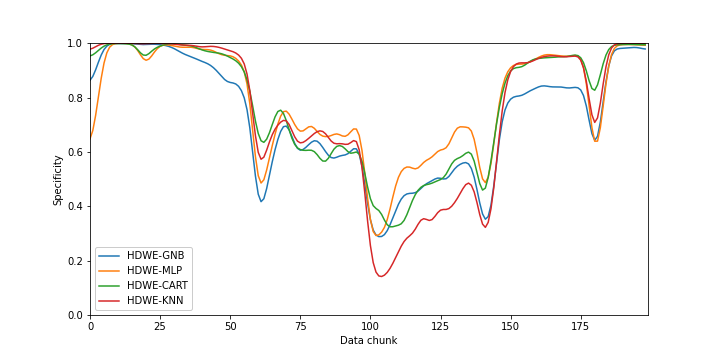 1.0
0.8
0.6
0.4
0.2
0.0
Specificity
HDWE-GNB
HDWE-MLP
HDWE-CART
HDWE-KNN
0 25 50 75 100 125 150 175
Data chunk